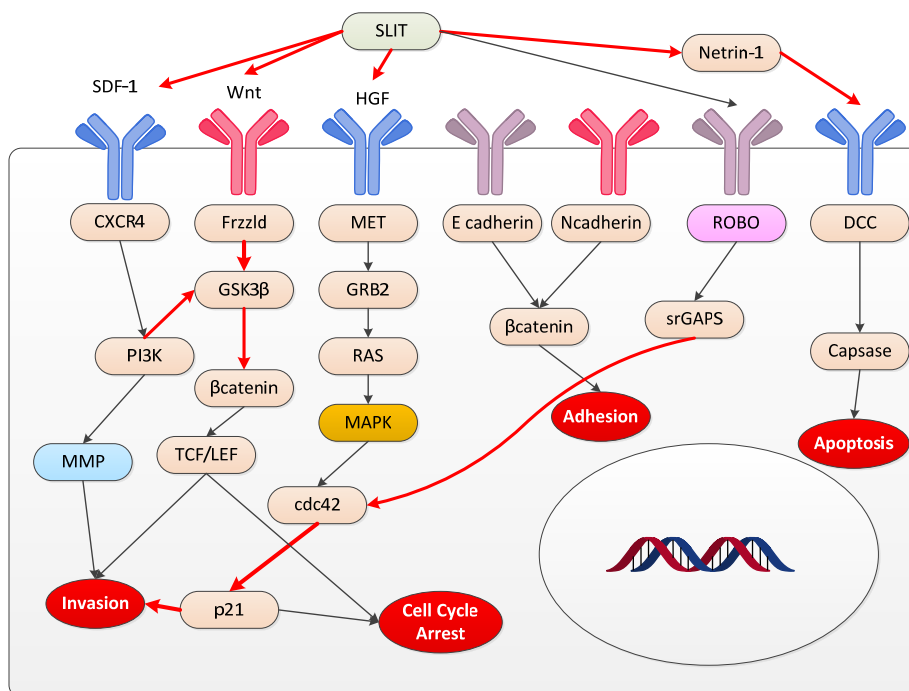 SLIT
Netrin-1
SDF-1
Wnt
HGF
CXCR4
Frzzld
MET
E cadherin
Ncadherin
ROBO
DCC
GSK3β
GRB2
βcatenin
srGAPS
PI3K
RAS
Capsase
βcatenin
MAPK
Adhesion
Apoptosis
MMP
TCF/LEF
cdc42
Invasion
p21
Cell Cycle
Arrest